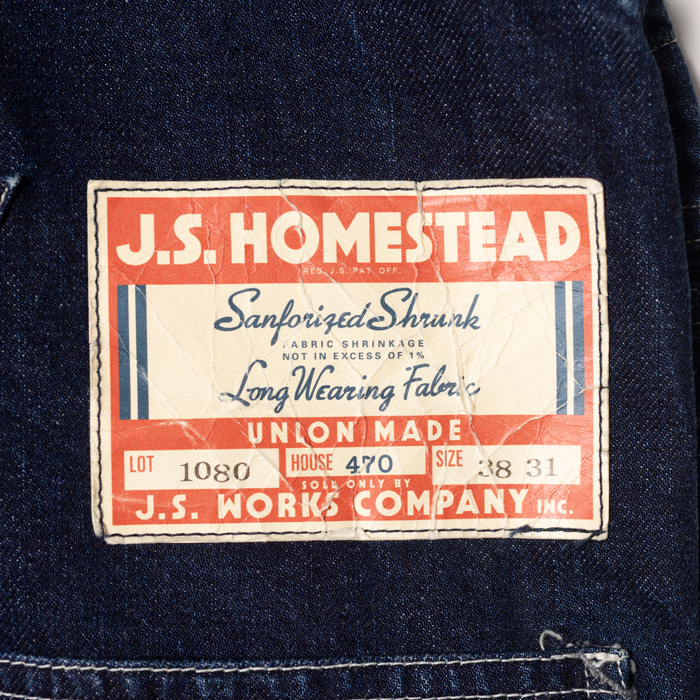 J.S. HOMESTEAD
REG. J.S. PAT. OFF.
Sanforized Shrunk
FABRIC SHRINKAGE
NOT IN EXCESS OF 1%
Long Wearing Fabric
UNION MADE
LOT 1080 HOUSE 470 SIZE 38 31
SOLD ONLY BY
J.S. WORKS COMPANY INC.